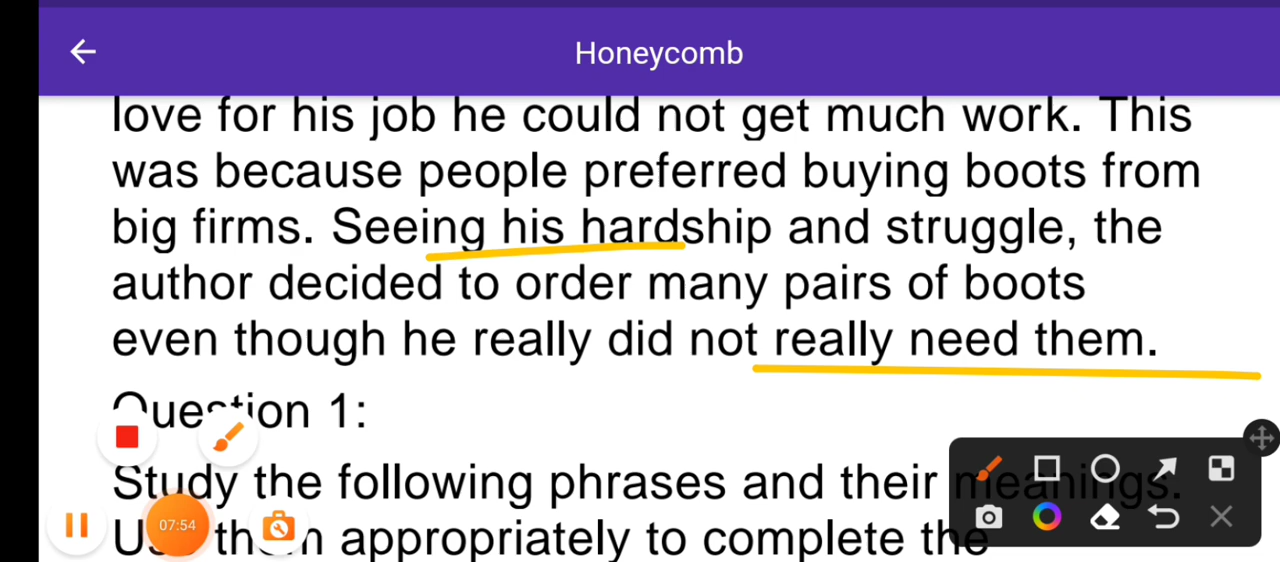 Honeycomb
love for his job he could not get much work. This
was because people preferred buying boots from
big firms. Seeing his hardship and struggle, the
author decided to order many pairs of boots
even though he really did not really need them.
Question 1:
Study the following phrases and their meanings.
Use them appropriately to complete the
07:54